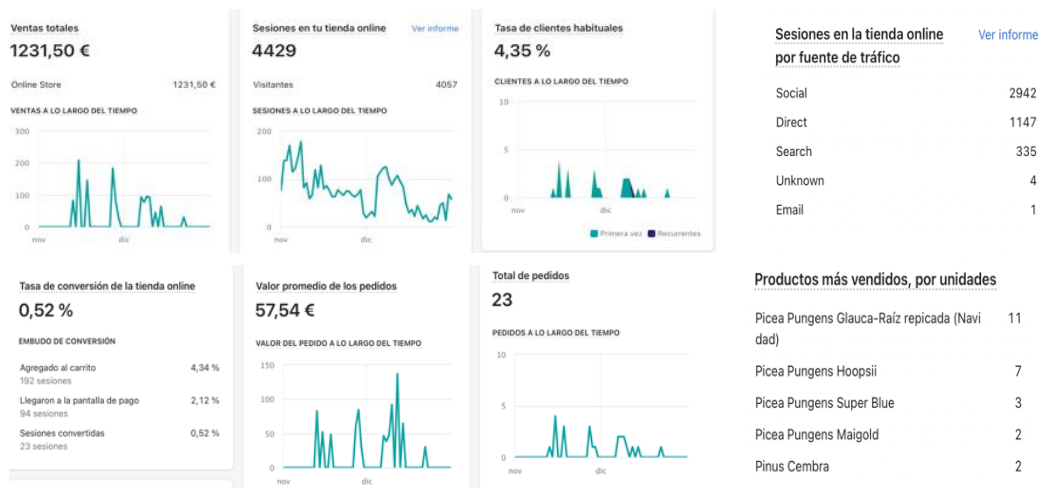 Ventas totales
1231,50 €
Online Store 1231,50 €
VENTAS A LO LARGO DEL TIEMPO
300
200
100
0
nov dic
Sesiones en tu tienda online Ver informe
4429
Visitantes 4057
SESIONES A LO LARGO DEL TIEMPO
200
100
0
nov dic
Tasa de clientes habituales
4,35 %
CLIENTES A LO LARGO DEL TIEMPO
10
5
0
nov dic
Primera vez Recurrentes
Sesiones en la tienda online Ver informe
por fuente de tráfico
Social 2942
Direct 1147
Search 335
Unknown 4
Email 1
Tasa de conversión de la tienda online
0,52 %
EMBUDO DE CONVERSIÓN
Agregado al carrito 4,34 %
192 sesiones
Llegaron a la pantalla de pago 2,12 %
94 sesiones
Sesiones convertidas 0,52 %
23 sesiones
Valor promedio de los pedidos
57,54 €
VALOR DEL PEDIDO A LO LARGO DEL TIEMPO
150
100
50
0
nov dic
Total de pedidos
23
PEDIDOS A LO LARGO DEL TIEMPO
10
5
0
nov dic
Productos más vendidos, por unidades
Picea Pungens Glauca-Raíz repicada (Navi 11
dad)
Picea Pungens Hoopsii 7
Picea Pungens Super Blue 3
Picea Pungens Maigold 2
Pinus Cembra 2